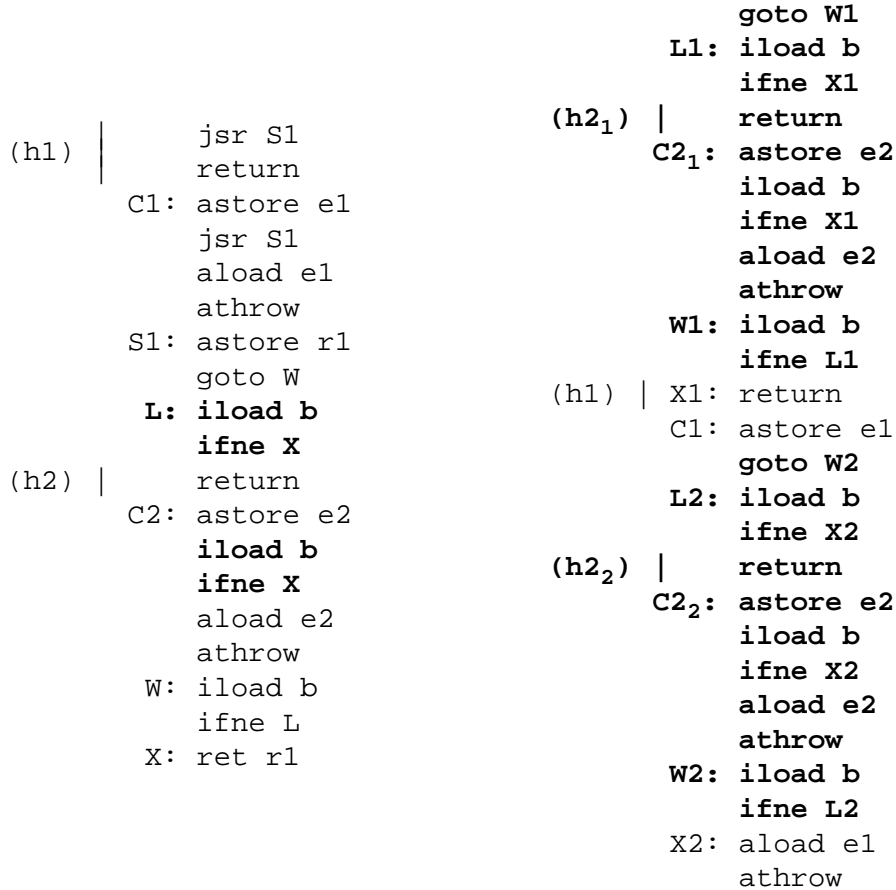 jsr S1
(h1) | return
C1: astore e1
jsr S1
aload e1
athrow
S1: astore r1
goto W
L: iload b
ifne X
(h2) | return
C2: astore e2
iload b
ifne X
aload e2
athrow
W: iload b
ifne L
X: ret r1
goto W1
L1: iload b
ifne X1
(h2₁) | return
C2₁: astore e2
iload b
ifne X1
aload e2
athrow
W1: iload b
ifne L1
(h1) | X1: return
C1: astore e1
goto W2
L2: iload b
ifne X2
(h2₂) | return
C2₂: astore e2
iload b
ifne X2
aload e2
athrow
W2: iload b
ifne L2
X2: aload e1
athrow